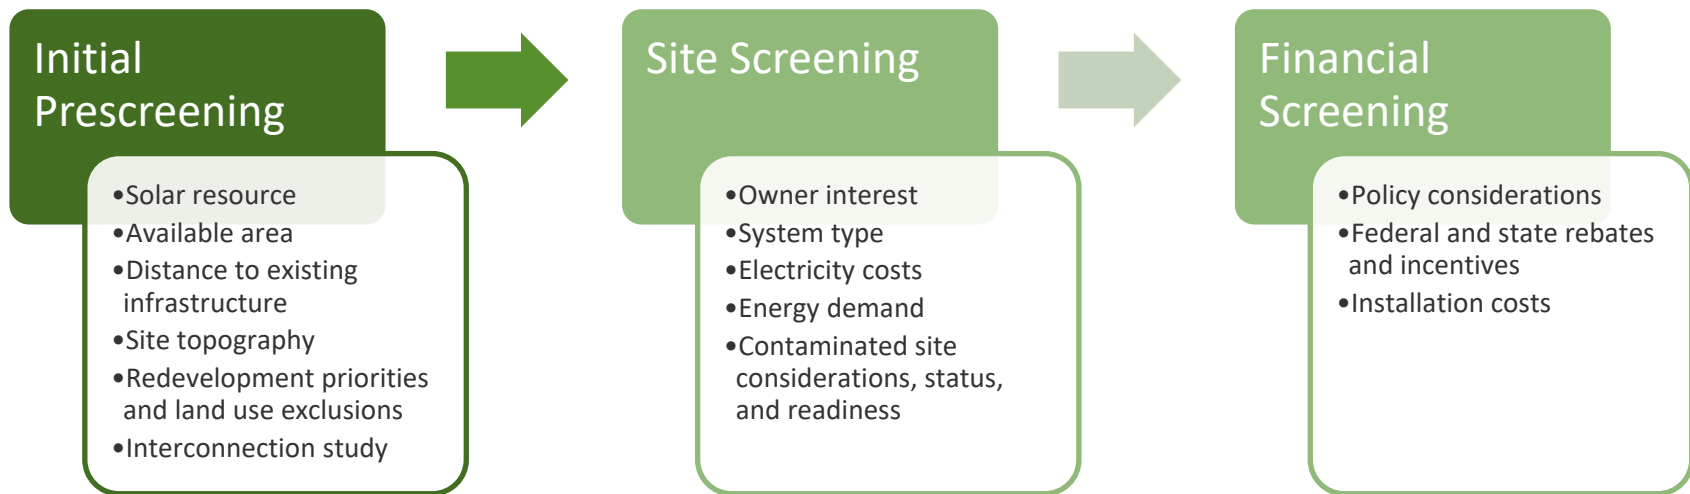 Initial
Prescreening
•Solar resource
•Available area
•Distance to existing
infrastructure
•Site topography
•Redevelopment priorities
and land use exclusions
•Interconnection study
Site Screening
•Owner interest
•System type
•Electricity costs
•Energy demand
•Contaminated site
considerations, status,
and readiness
Financial
Screening
•Policy considerations
•Federal and state rebates
and incentives
•Installation costs